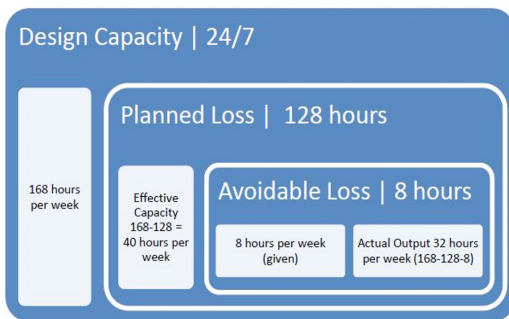 Design Capacity | 24/7
168 hours
per week
Planned Loss | 128 hours
Effective
Capacity
168-128 =
40 hours per
week
Avoidable Loss | 8 hours
8 hours per week
(given)
Actual Output 32 hours
per week (168-128-8)